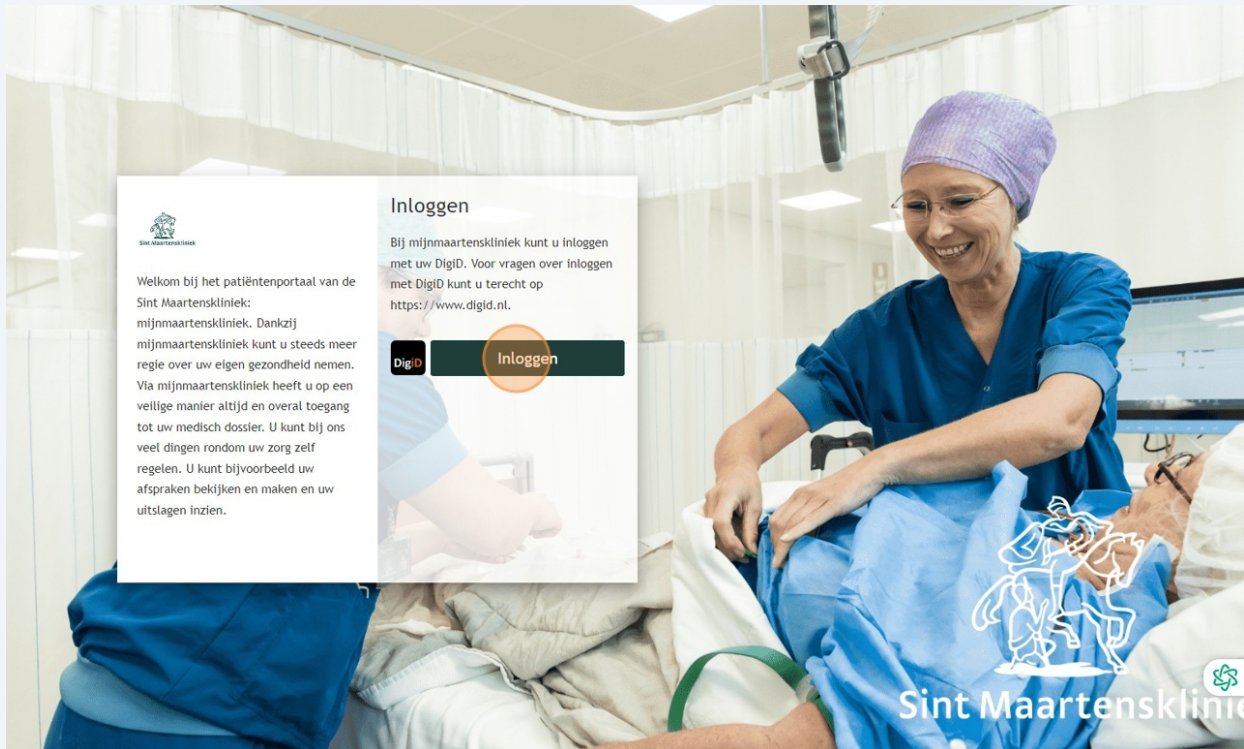 Sint Maartenskliniek
Welkom bij het patiëntenportaal van de
Sint Maartenskliniek:
mijnmaartenskliniek. Dankzij
mijnmaartenskliniek kunt u steeds meer
regie over uw eigen gezondheid nemen.
Via mijnmaartenskliniek heeft u op een
veilige manier altijd en overal toegang
tot uw medisch dossier. U kunt bij ons
veel dingen rondom uw zorg zelf
regelen. U kunt bijvoorbeeld uw
afspraken bekijken en maken en uw
uitslagen inzien.
Inloggen
Bij mijnmaartenskliniek kunt u inloggen
met uw DigiD. Voor vragen over inloggen
met DigiD kunt u terecht op
https://www.digid.nl.
DigiD Inloggen
Sint Maartensklinie